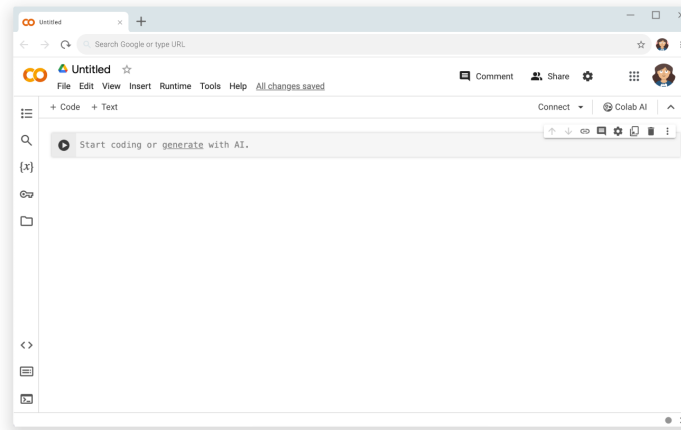 Untitled
Search Google or type URL
Untitled
File Edit View Insert Runtime Tools Help All changes saved
Comment Share
+ Code + Text
Connect Colab AI
{x}
Start coding or generate with AI.